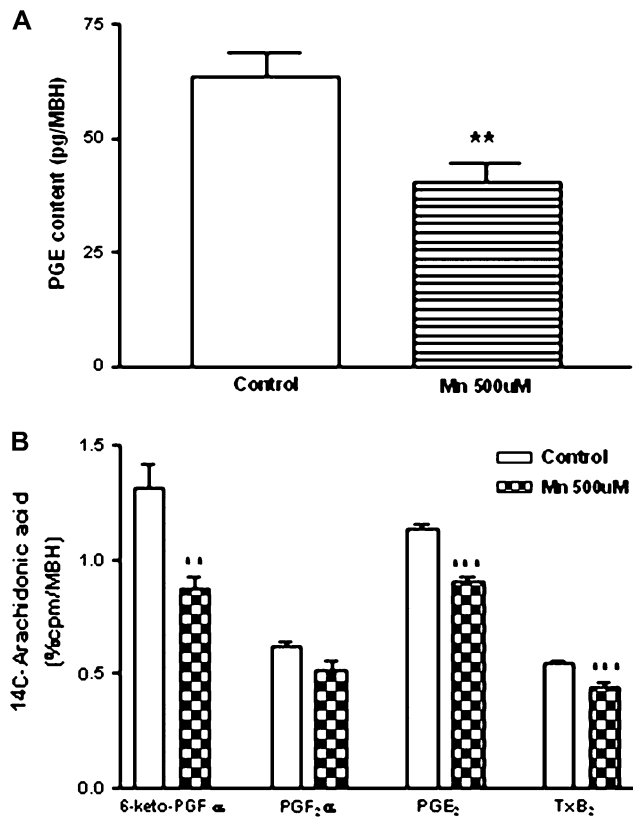 A
PGE content (pg/MBH)
75
50
25
0
Control
Mn 500uM
**
B
14C-Arachidonic acid
(%cpm/MBH)
1.5
1.0
0.5
0.0
Control
Mn 500uM
6-keto-PGF α
PGF₂α
PGE₂
TxB₂